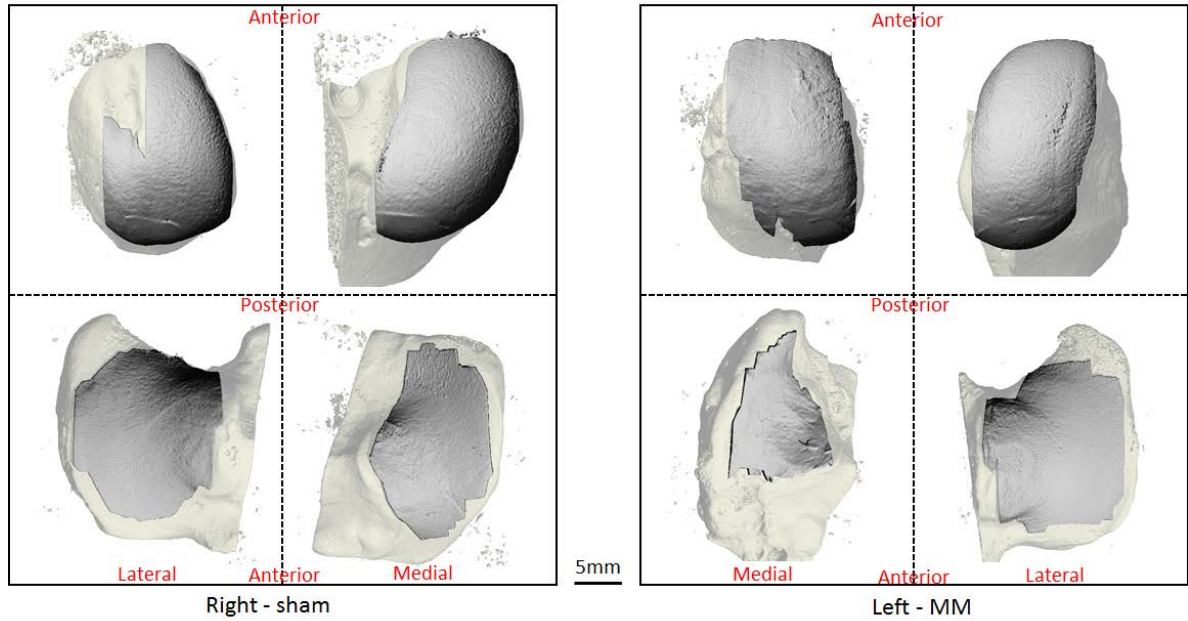 Anterior
Anterior
Posterior
Posterior
Lateral
Anterior
Medial
5mm
Medial
Anterior
Lateral
Right - sham
Left - MM